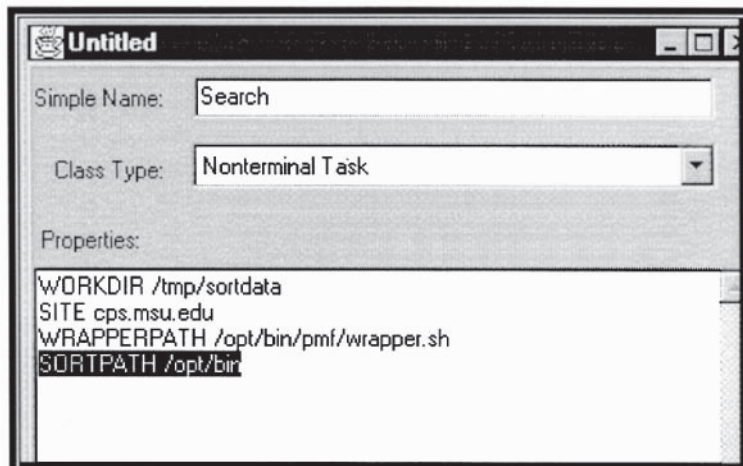 Untitled
Simple Name: Search
Class Type: Nonterminal Task
Properties:
WORKDIR /tmp/sortdata
SITE cps.msu.edu
WRAPPERPATH /opt/bin/pmf/wrapper.sh
SORTPATH /opt/bin